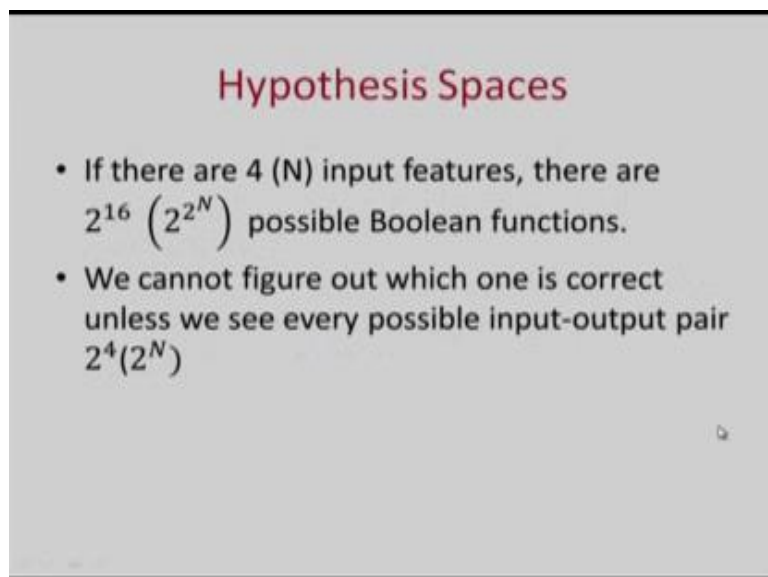 Hypothesis Spaces
• If there are 4 (N) input features, there are
2¹⁶ (2^{2^N}) possible Boolean functions.
• We cannot figure out which one is correct
unless we see every possible input-output pair
2⁴(2^N)